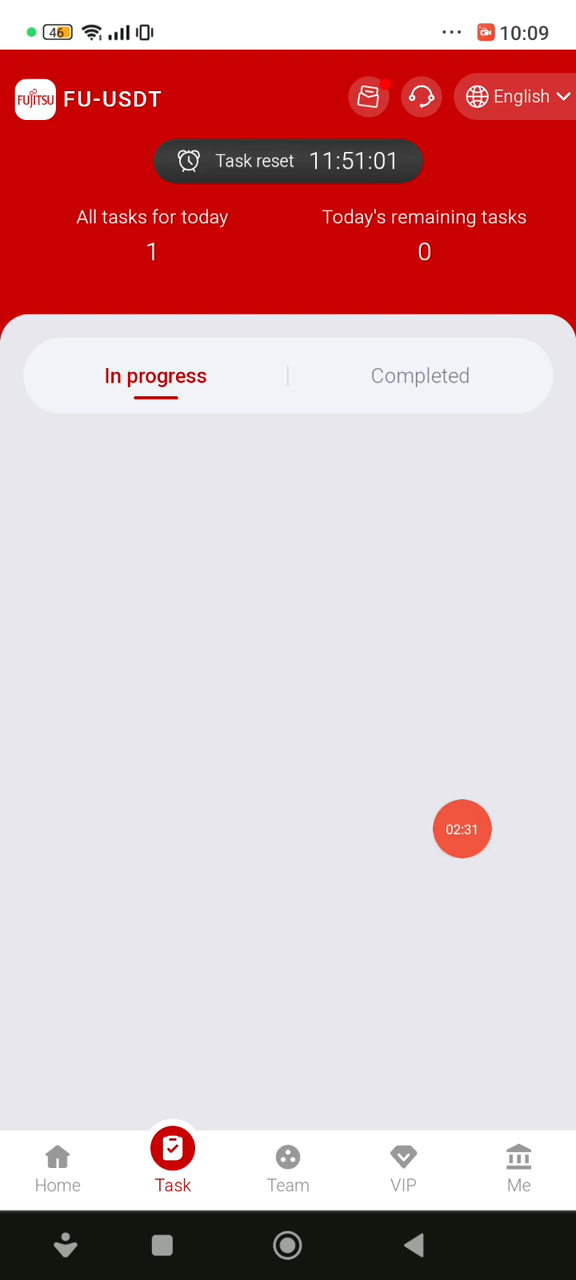 46 10:09
FUJITSU FU-USDT English
Task reset 11:51:01
All tasks for today Today's remaining tasks
1 0
In progress Completed
02:31
Home Task Team VIP Me